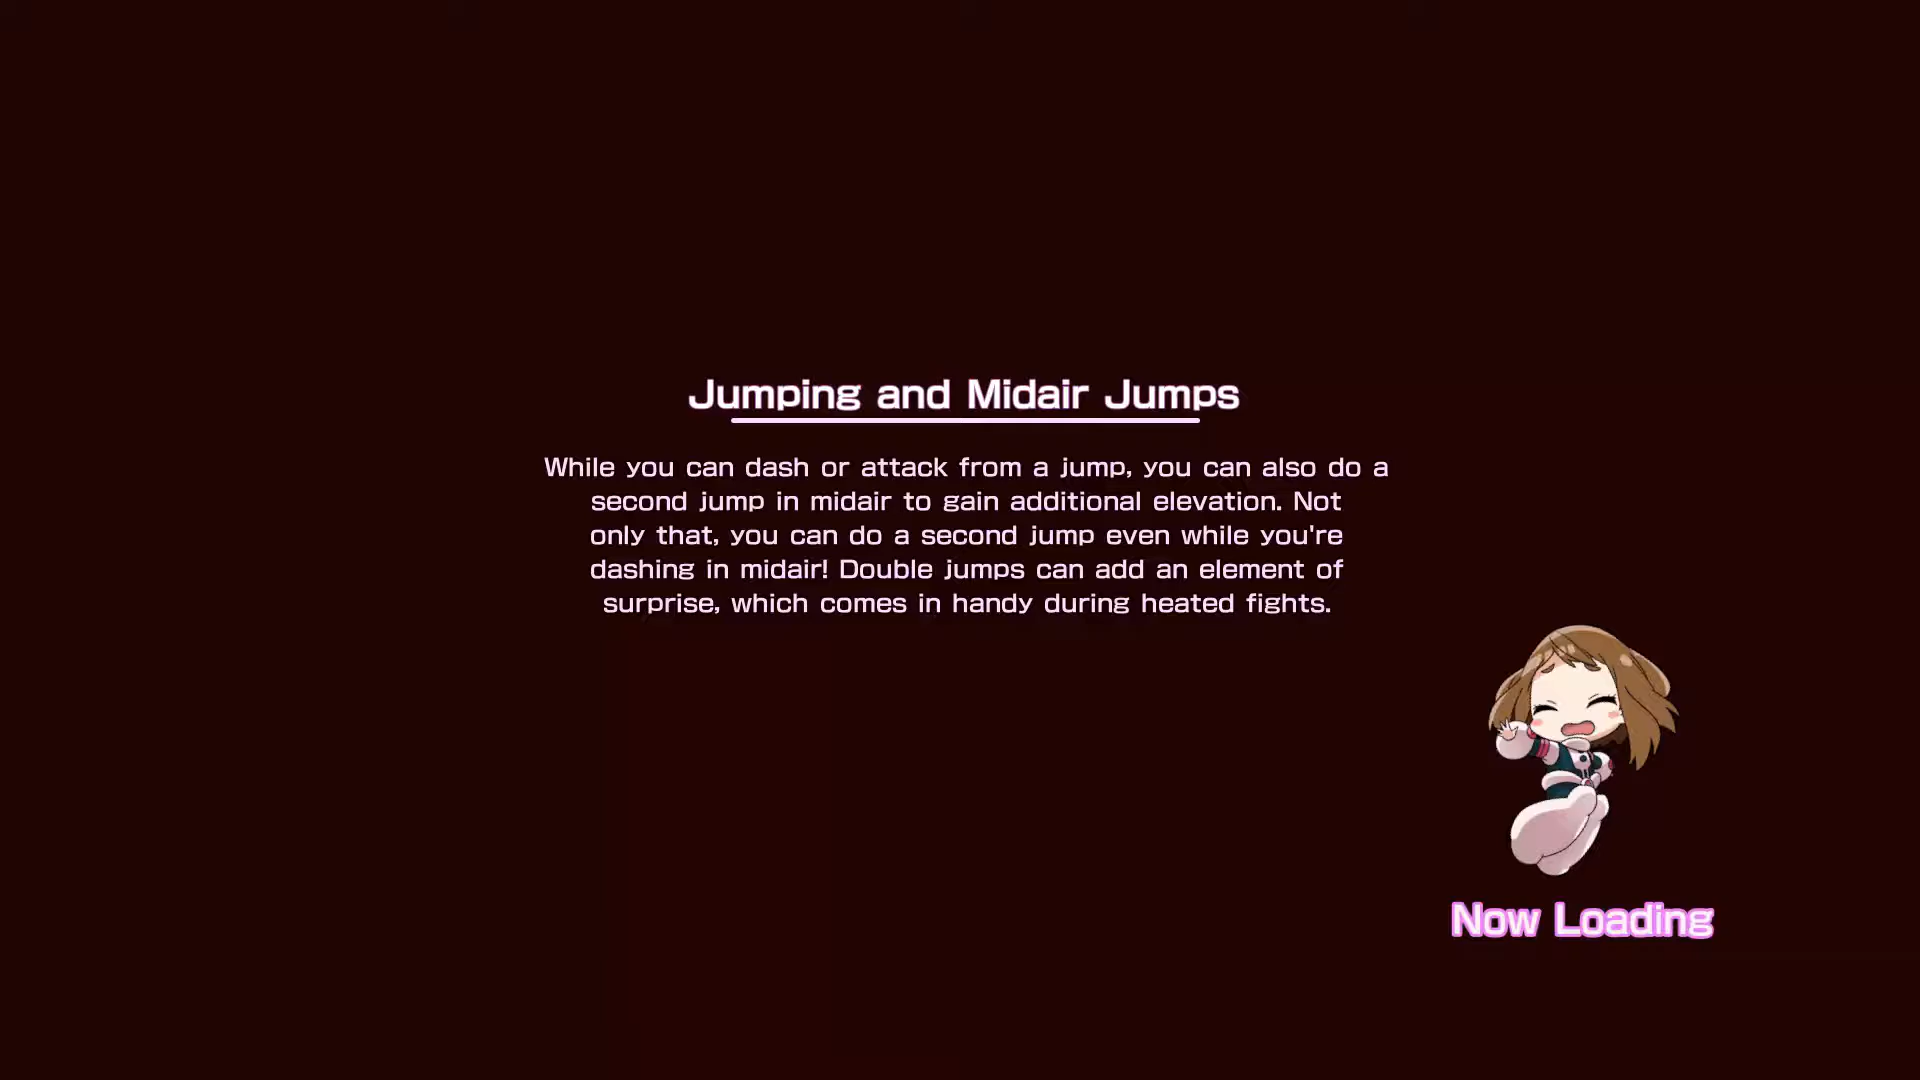 Jumping and Midair Jumps
While you can dash or attack from a jump, you can also do a
second jump in midair to gain additional elevation. Not
only that, you can do a second jump even while you're
dashing in midair! Double jumps can add an element of
surprise, which comes in handy during heated fights.
Now Loading